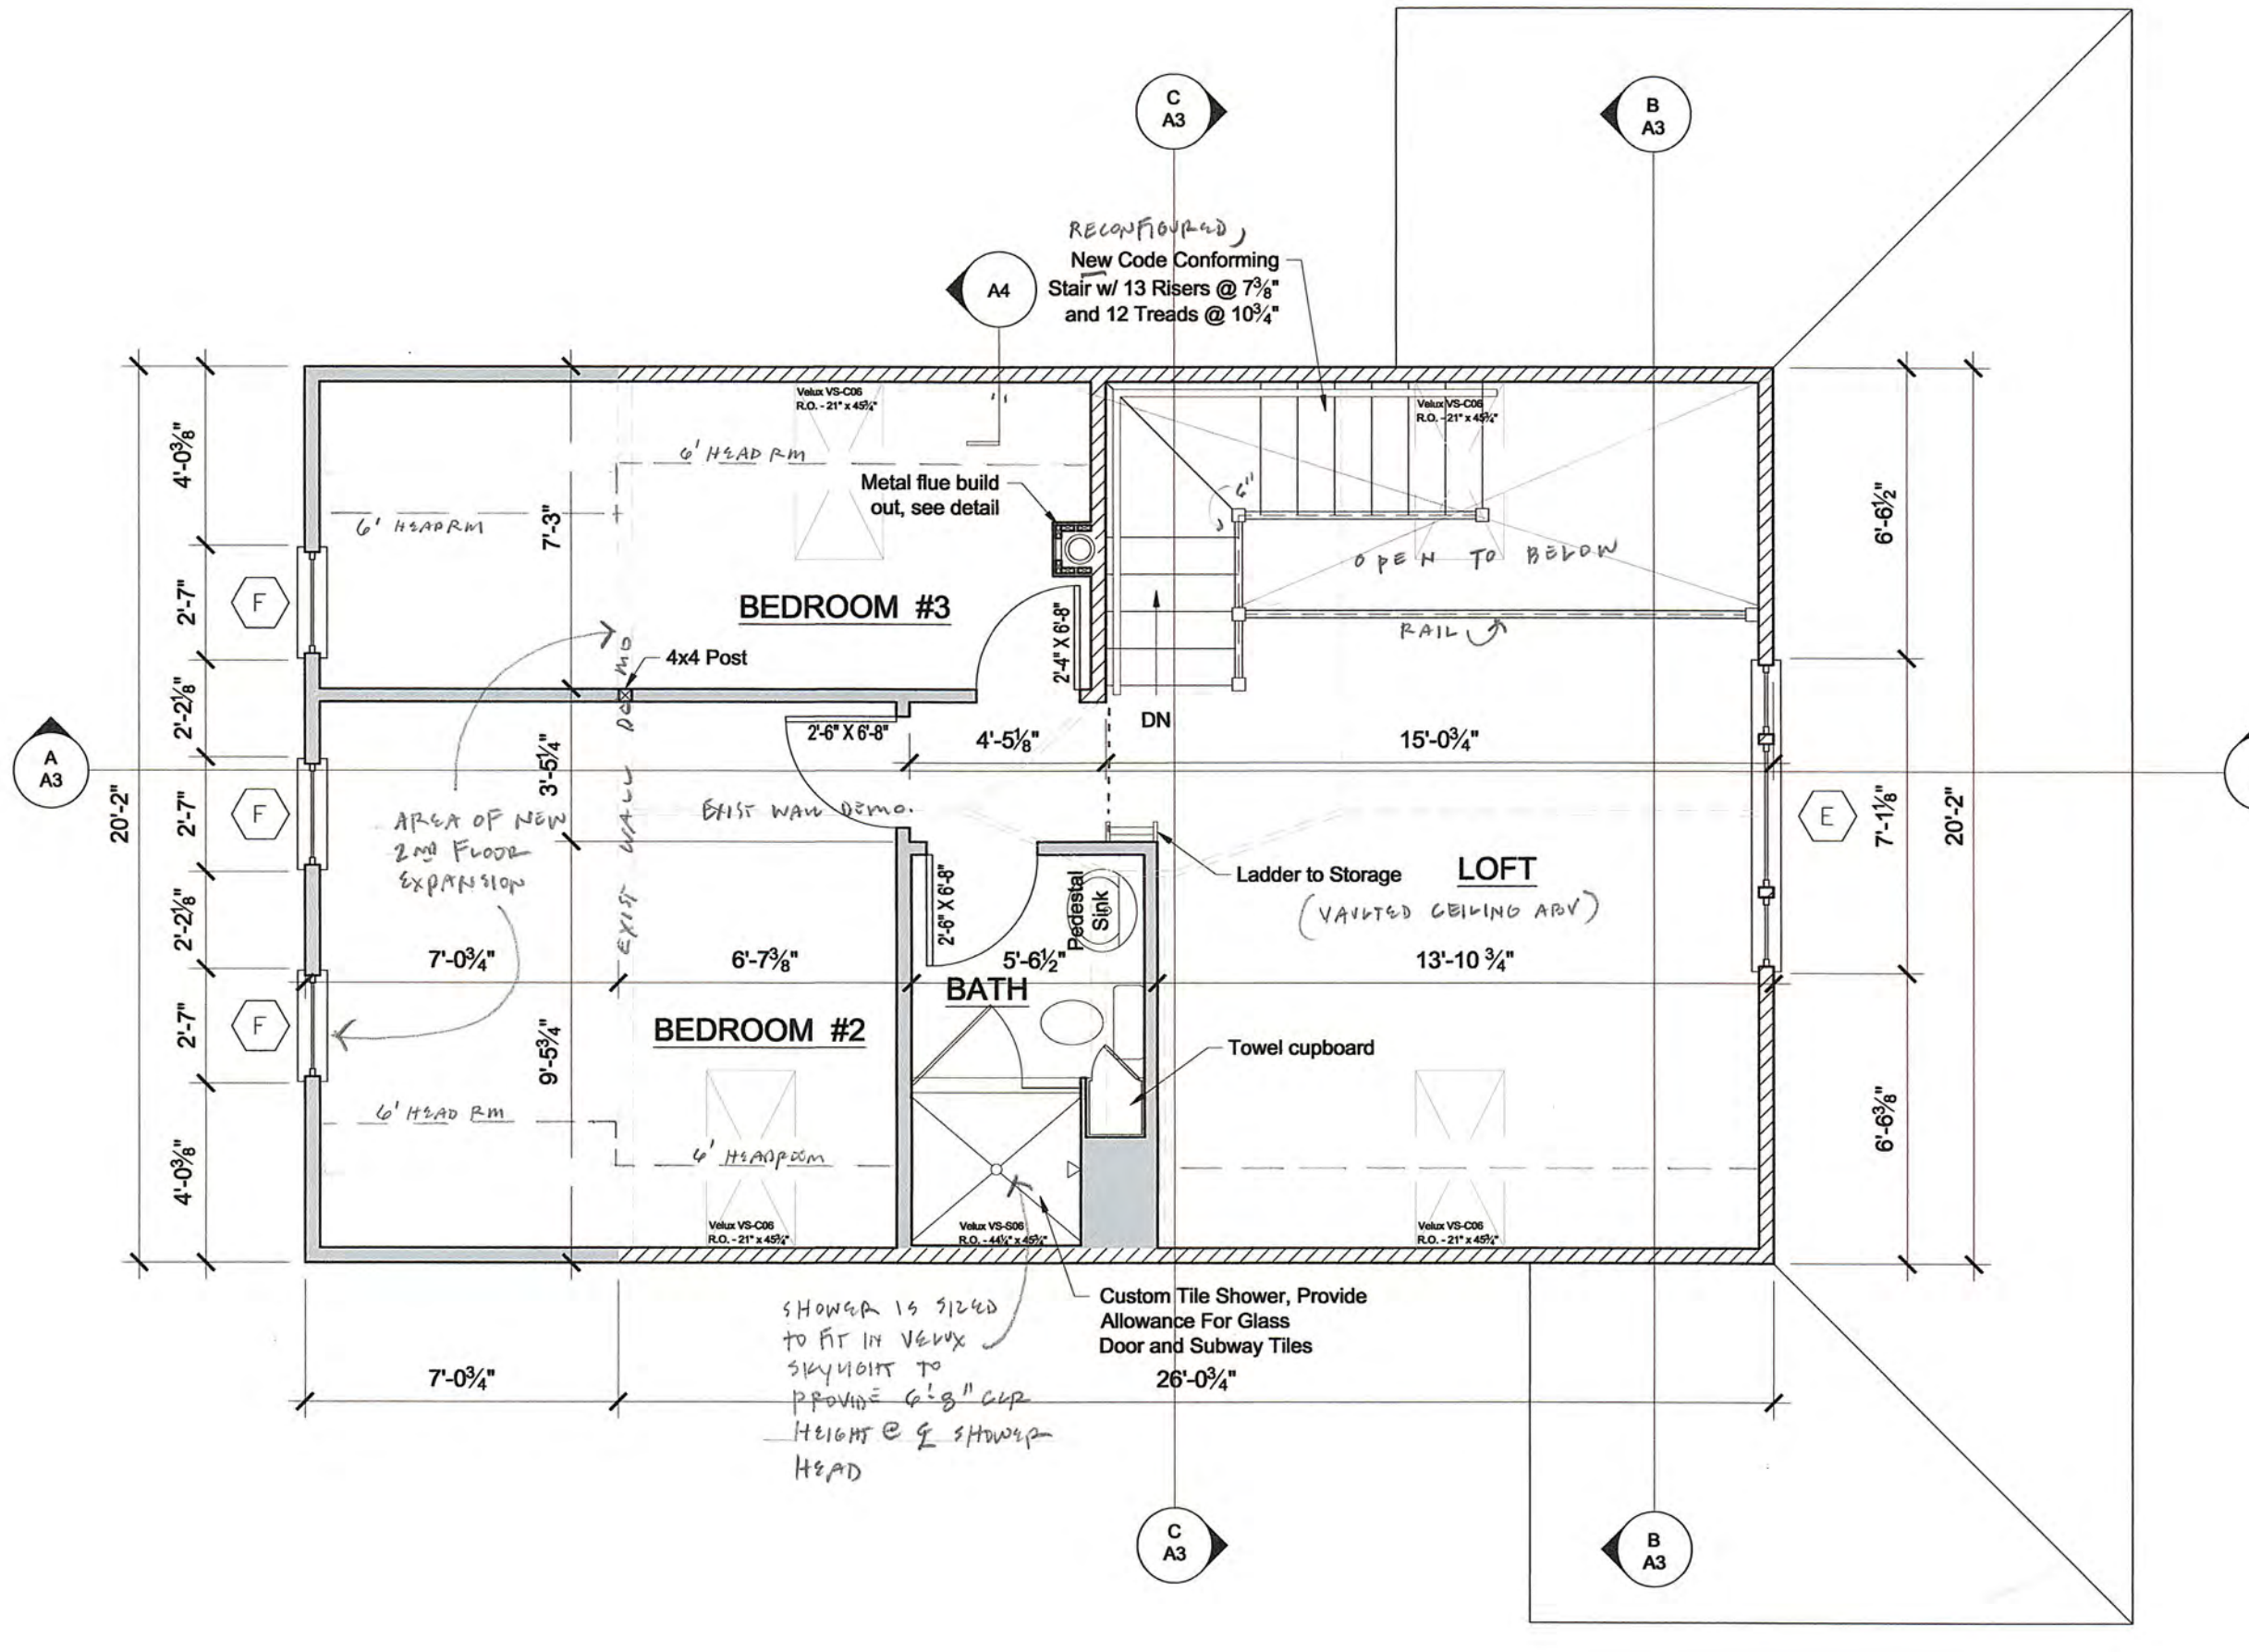 C
A3
B
A3
RECONFIGURED,
New Code Conforming
Stair w/ 13 Risers @ 7⅜"
and 12 Treads @ 10¾"
A4
Velux VS-C06
R.O. - 21" x 45¾"
Velux VS-C06
R.O. - 21" x 45¾"
6' HEAD RM
6' HEADRM
Metal flue build
out, see detail
6"
4'-0⅜"
7'-3"
6'-6½"
OPEN TO BELOW
2'-7"
F
BEDROOM #3
2'-4" X 6'-8"
RAIL
4x4 Post
2'-2⅛"
DN
2'-6" X 6'-8"
4'-5⅛"
15'-0¾"
A
A3
20'-2"
2'-7"
F
3'-5¼"
EXIST WALL DEMO
EXIST WALL DEMO.
AREA OF NEW
2ND FLOOR
EXPANSION
E
7'-1⅛"
20'-2"
Ladder to Storage
LOFT
(VAULTED CEILING ABV)
2'-6" X 6'-8"
Pedestal
Sink
2'-2⅛"
7'-0¾"
6'-7⅜"
5'-6½"
13'-10 ¾"
BATH
2'-7"
F
BEDROOM #2
9'-5¾"
Towel cupboard
6' HEAD RM
6' HEADROOM
4'-0⅜"
6'-6⅜"
Velux VS-C06
R.O. - 21" x 45¾"
Velux VS-S06
R.O. - 44¼" x 45¾"
Velux VS-C06
R.O. - 21" x 45¾"
SHOWER IS SIZED
TO FIT IN VELUX
SKYLIGHT TO
PROVIDE 6'-8" CLR
HEIGHT @ ℄ SHOWER
HEAD
Custom Tile Shower, Provide
Allowance For Glass
Door and Subway Tiles
7'-0¾"
26'-0¾"
C
A3
B
A3